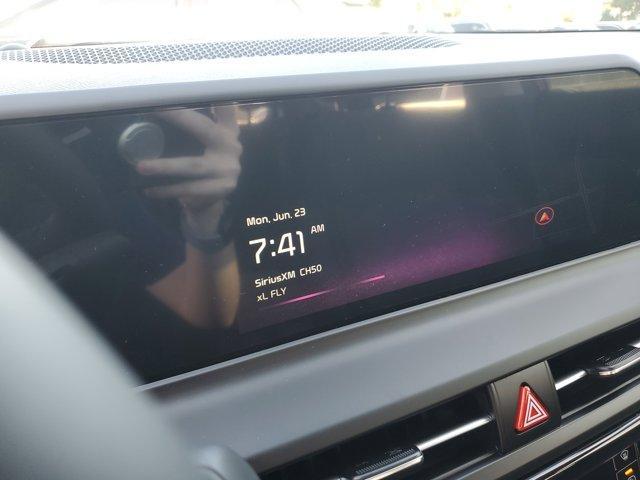 Mon, Jun. 23
7:41 AM
SiriusXM CH50
xL FLY